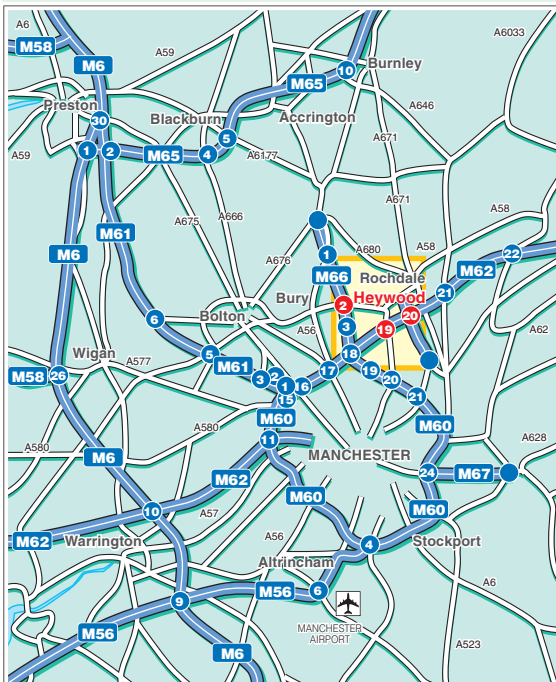 A6
M58
A59
A6033
M6
10
Burnley
M65
Preston
Blackburn
Accrington
A646
30
5
A671
A59
1
2
M65
4
A6177
A671
A675
A666
A58
M61
A676
1
A680
A58
22
M6
M66
Rochdale
M62
Bury
2
Heywood
21
6
Bolton
3
19
20
A56
A62
Wigan
5
18
M58
26
A577
M61
3
2
1
16
17
19
20
15
21
A580
M60
M60
A580
11
MANCHESTER
A628
M6
M62
24
M67
M60
M60
10
A57
M62
A56
Warrington
4
Stockport
Altrincham
M56
6
A6
9
MANCHESTER
AIRPORT
M56
M6
A523